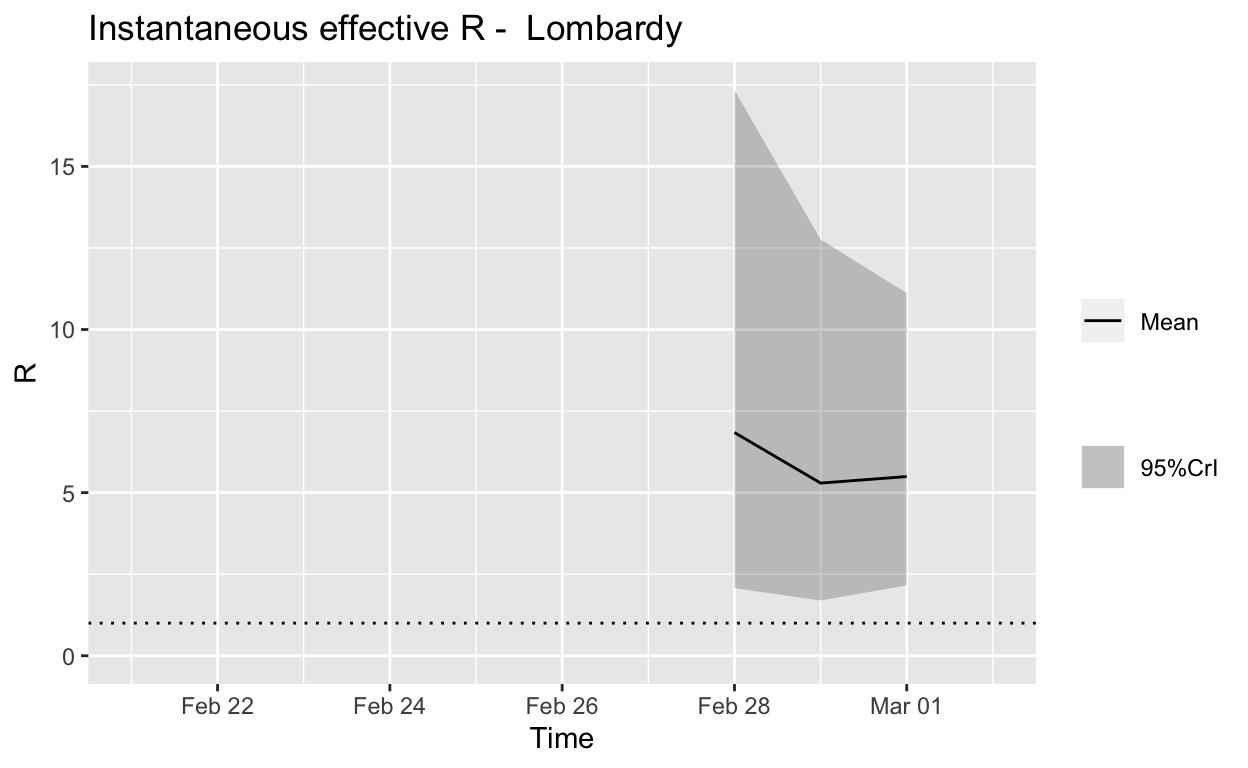 Instantaneous effective R -  Lombardy
15
10
5
0
R
Feb 22
Feb 24
Feb 26
Feb 28
Mar 01
Time
Mean
95%CrI